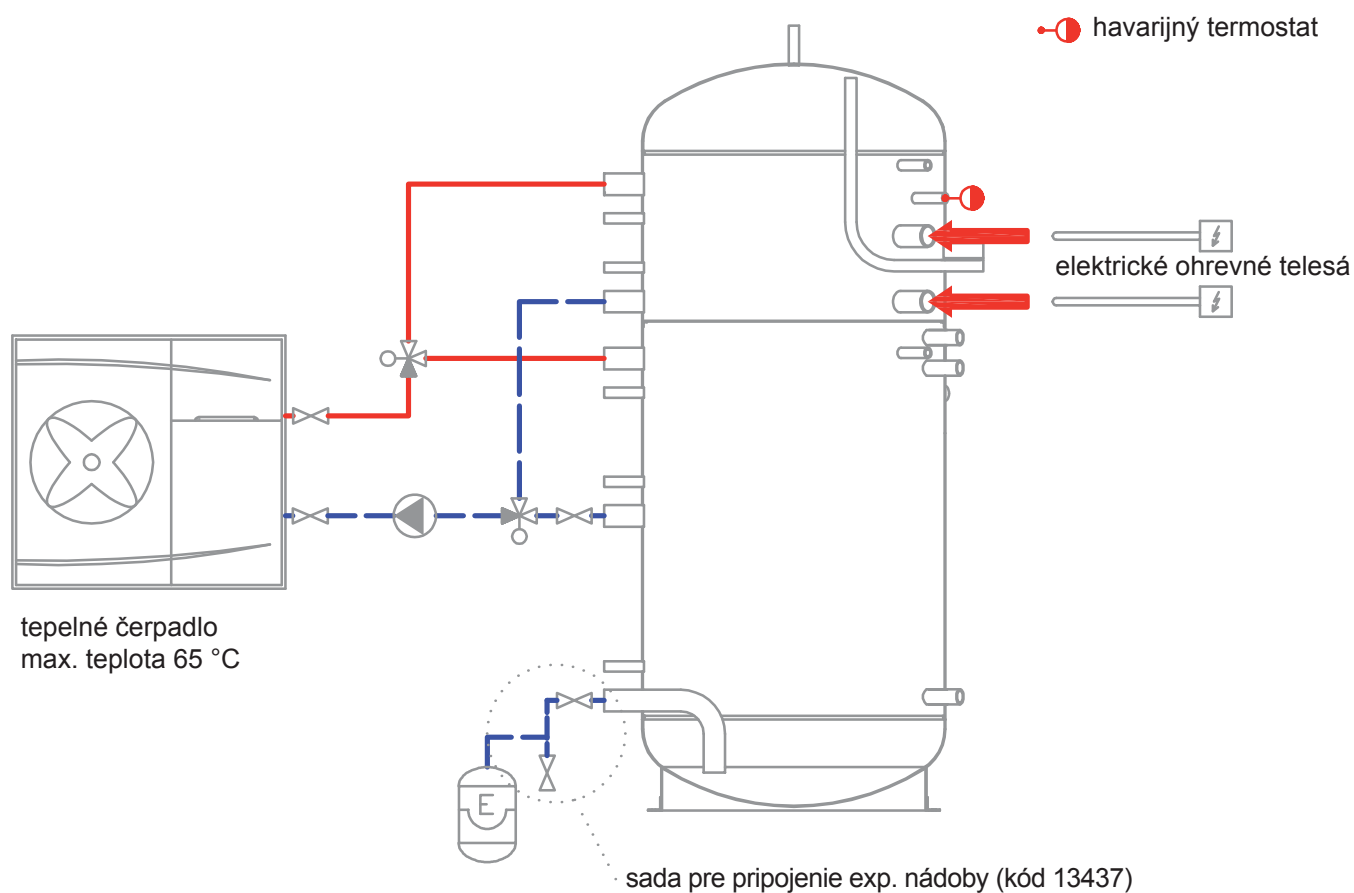 havarijný termostat
elektrické ohrevné telesá
tepelné čerpadlo
max. teplota 65 °C
E
sada pre pripojenie exp. nádoby (kód 13437)